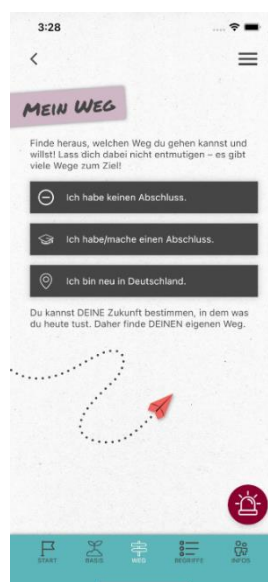 3:28
MEIN WEG
Finde heraus, welchen Weg du gehen kannst und
willst! Lass dich dabei nicht entmutigen – es gibt
viele Wege zum Ziel!
Ich habe keinen Abschluss.
Ich habe/mache einen Abschluss.
Ich bin neu in Deutschland.
Du kannst DEINE Zukunft bestimmen, in dem was
du heute tust. Daher finde DEINEN eigenen Weg.
START BASIS WEG BEGRIFFE INFOS